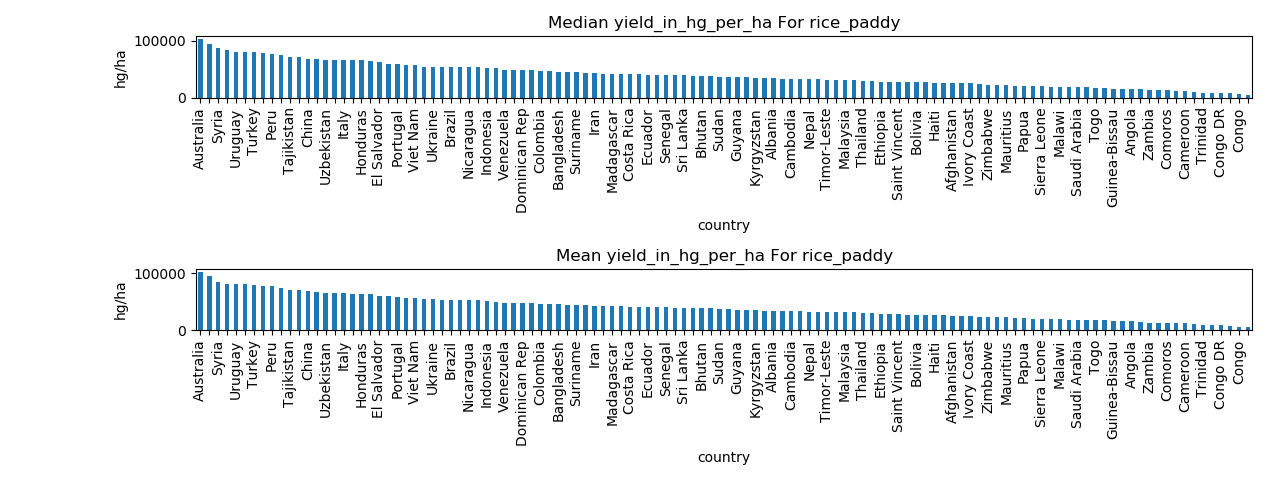 Median yield_in_hg_per_ha For rice_paddy
100000
0
hg/ha
Australia
Syria
Uruguay
Turkey
Peru
Tajikistan
China
Uzbekistan
Italy
Honduras
El Salvador
Portugal
Viet Nam
Ukraine
Brazil
Nicaragua
Indonesia
Venezuela
Dominican Rep
Colombia
Bangladesh
Suriname
Iran
Madagascar
Costa Rica
Ecuador
Senegal
Sri Lanka
Bhutan
Sudan
Guyana
Kyrgyzstan
Albania
Cambodia
Nepal
Timor-Leste
Malaysia
Thailand
Ethiopia
Saint Vincent
Bolivia
Haiti
Afghanistan
Ivory Coast
Zimbabwe
Mauritius
Papua
Sierra Leone
Malawi
Saudi Arabia
Togo
Guinea-Bissau
Angola
Zambia
Comoros
Cameroon
Trinidad
Congo DR
Congo
country
Mean yield_in_hg_per_ha For rice_paddy
100000
0
hg/ha
Australia
Syria
Uruguay
Turkey
Peru
Tajikistan
China
Uzbekistan
Italy
Honduras
El Salvador
Portugal
Viet Nam
Ukraine
Brazil
Nicaragua
Indonesia
Venezuela
Dominican Rep
Colombia
Bangladesh
Suriname
Iran
Madagascar
Costa Rica
Ecuador
Senegal
Sri Lanka
Bhutan
Sudan
Guyana
Kyrgyzstan
Albania
Cambodia
Nepal
Timor-Leste
Malaysia
Thailand
Ethiopia
Saint Vincent
Bolivia
Haiti
Afghanistan
Ivory Coast
Zimbabwe
Mauritius
Papua
Sierra Leone
Malawi
Saudi Arabia
Togo
Guinea-Bissau
Angola
Zambia
Comoros
Cameroon
Trinidad
Congo DR
Congo
country